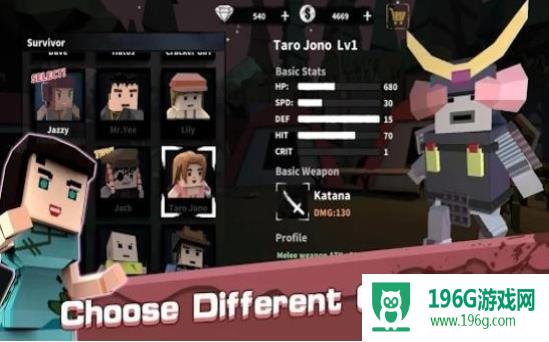 540 + 4669 +
Survivor
Taro Jono Lv1
Dave Hatus Cracker Girl
Basic Stats
SELECT!
HP: 680
SPD: 30
DEF 15
HIT 70
CRIT 1
Jazzy Mr.Yee Lily
Basic Weapon
Katana
DMG:130
Jack Taro Jono
Profile
Choose Different
196G游戏网
www.196g.com